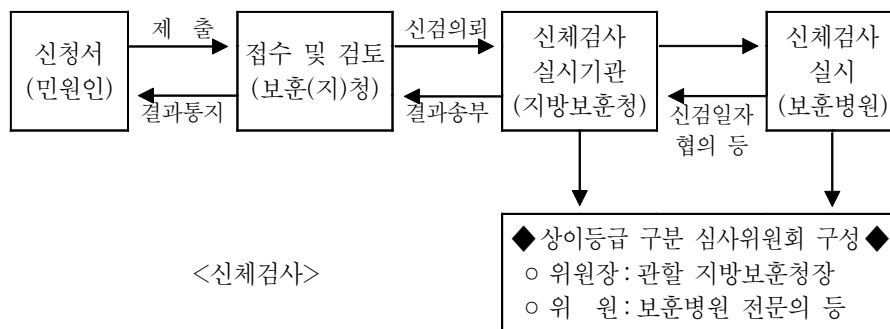 신청서
(민원인)
제 출
결과통지
접수 및 검토
(보훈(지)청)
신검의뢰
결과송부
신체검사
실시기관
(지방보훈청)
신검일자
협의 등
신체검사
실시
(보훈병원)
<신체검사>
◆상이등급 구분 심사위원회 구성◆
○ 위원장 : 관할 지방보훈청장
○ 위 원 : 보훈병원 전문의 등